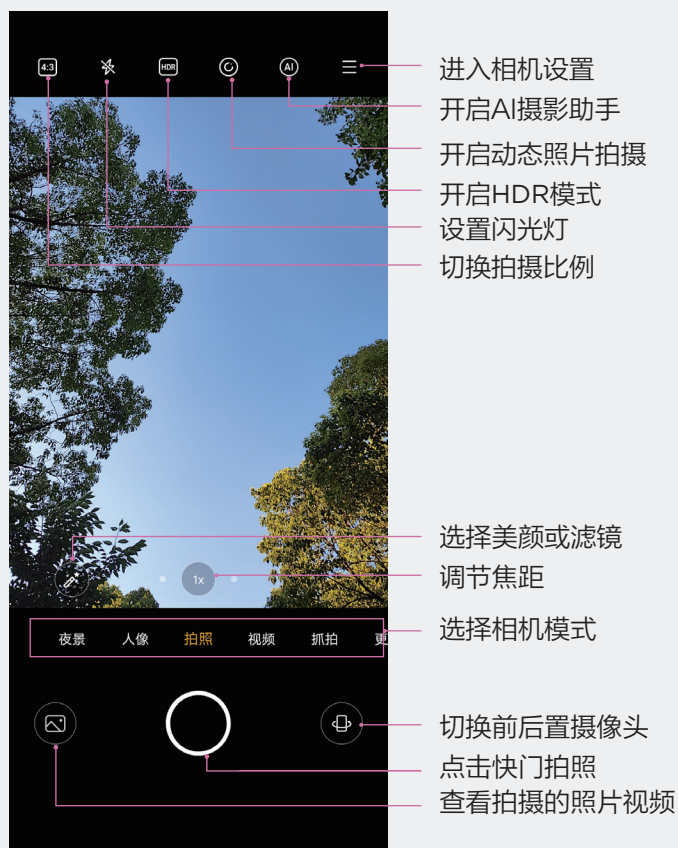 4:3
HDR
AI
进入相机设置
开启AI摄影助手
开启动态照片拍摄
开启HDR模式
设置闪光灯
切换拍摄比例
选择美颜或滤镜
1x
调节焦距
选择相机模式
夜景 人像 拍照 视频 抓拍 更
切换前后置摄像头
点击快门拍照
查看拍摄的照片视频